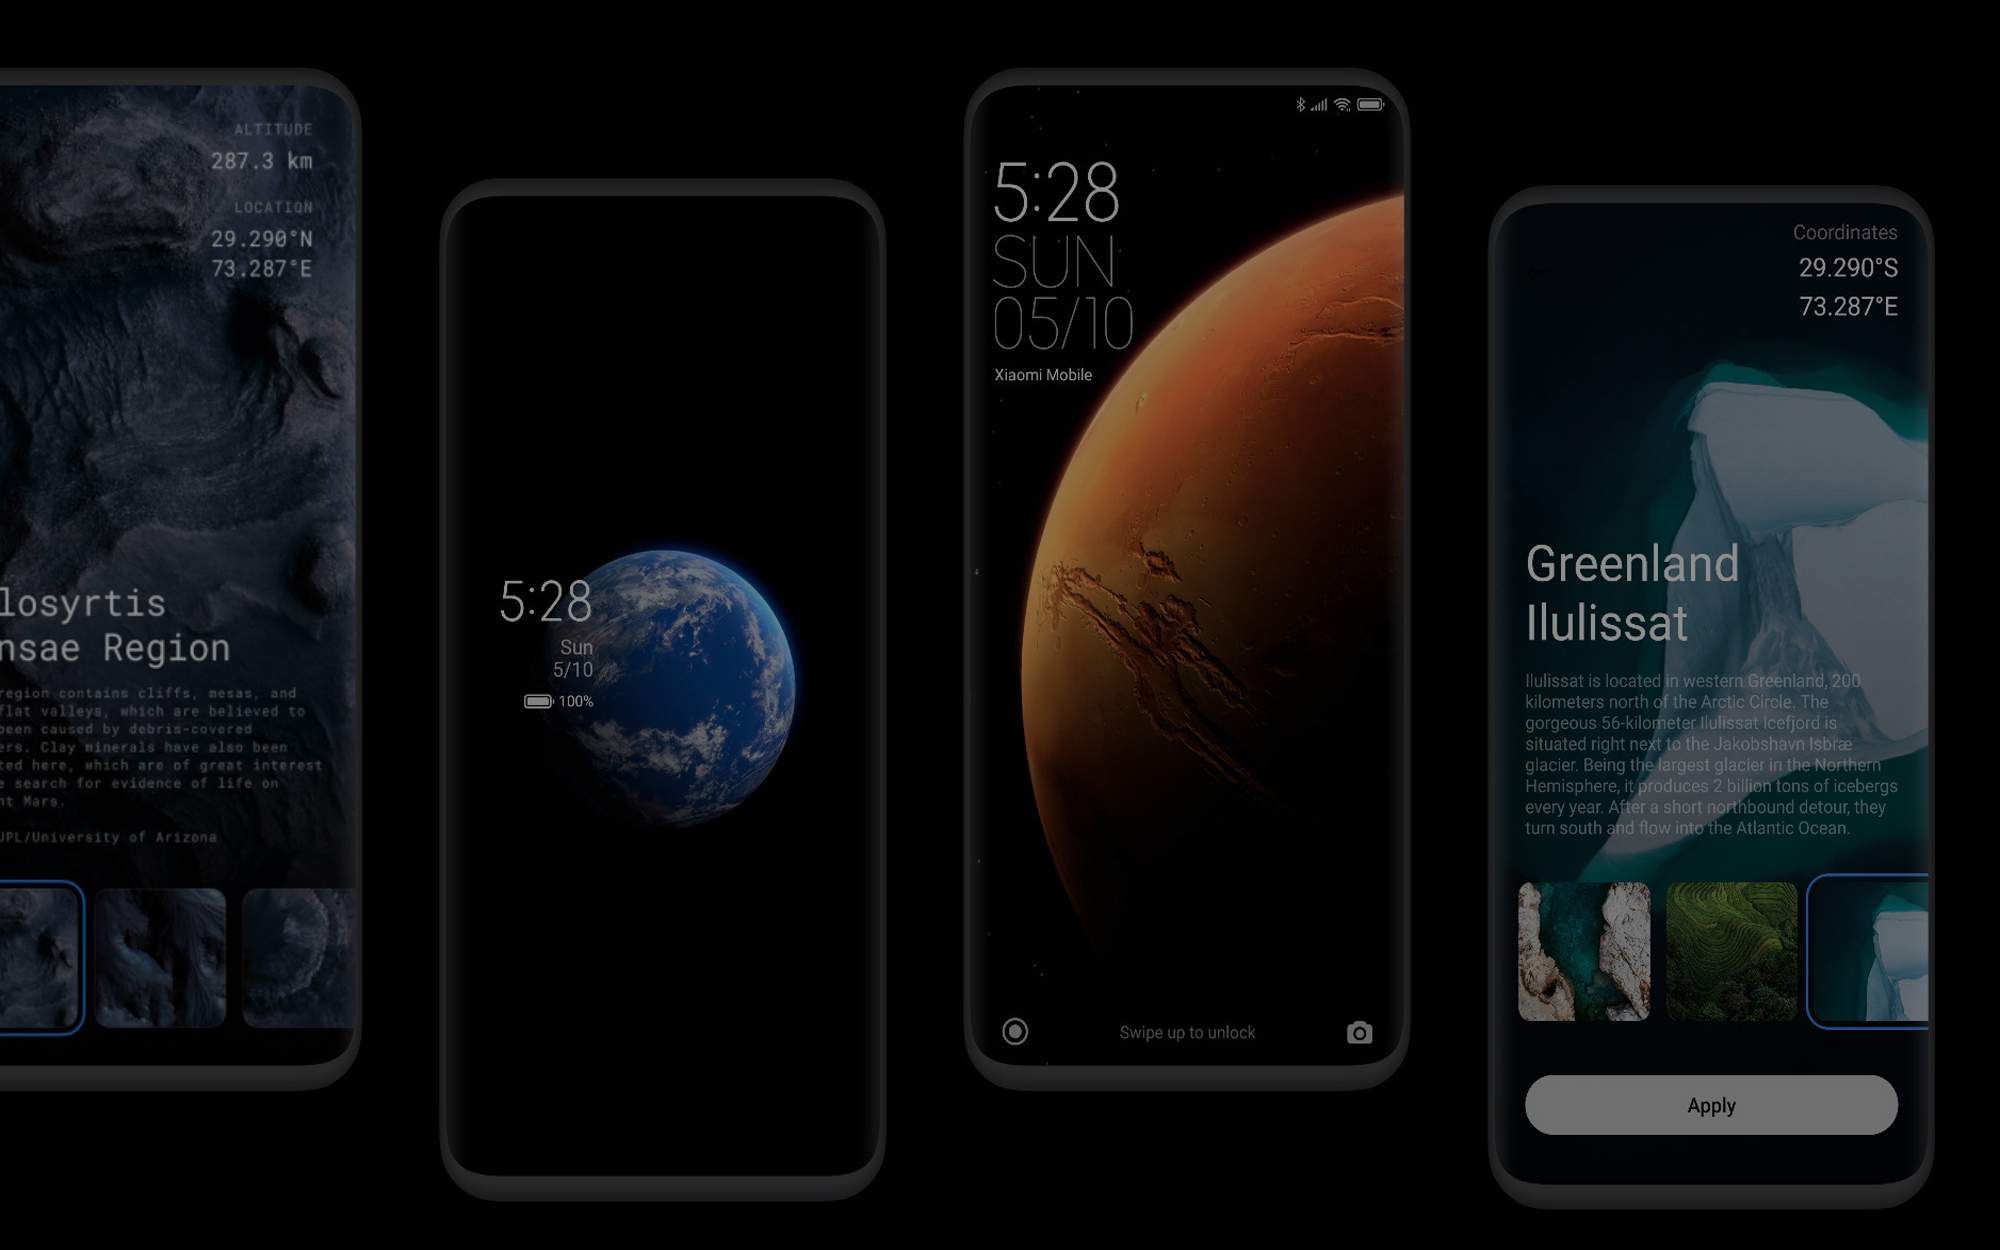 ALTITUDE
287.3 km
LOCATION
29.290°N
73.287°E
losyrtis
nsae Region
region contains cliffs, mesas, and
flat valleys, which are believed to
been caused by debris-covered
ers. Clay minerals have also been
ted here, which are of great interest
e search for evidence of life on
nt Mars.
JPL/University of Arizona
5:28
Sun
5/10
100%
5:28
SUN
05/10
Xiaomi Mobile
Swipe up to unlock
Coordinates
29.290°S
73.287°E
Greenland
Ilulissat
Ilulissat is located in western Greenland, 200
kilometers north of the Arctic Circle. The
gorgeous 56-kilometer Ilulissat Icefjord is
situated right next to the Jakobshavn Isbræ
glacier. Being the largest glacier in the Northern
Hemisphere, it produces 2 billion tons of icebergs
every year. After a short northbound detour, they
turn south and flow into the Atlantic Ocean.
Apply